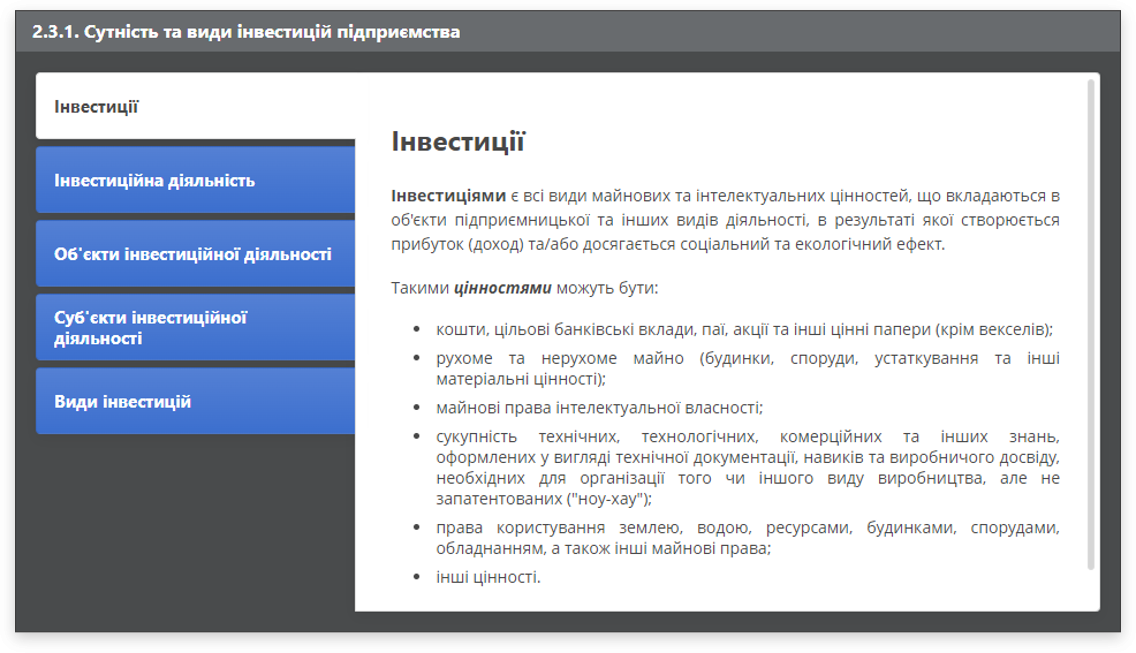 2.3.1. Сутність та види інвестицій підприємства
Інвестиції
Інвестиційна діяльність
Об'єкти інвестиційної діяльності
Суб'єкти інвестиційної
діяльності
Види інвестицій
Інвестиції
Інвестиціями є всі види майнових та інтелектуальних цінностей, що вкладаються в
об'єкти підприємницької та інших видів діяльності, в результаті якої створюється
прибуток (доход) та/або досягається соціальний та екологічний ефект.
Такими цінностями можуть бути:
• кошти, цільові банківські вклади, паї, акції та інші цінні папери (крім векселів);
• рухоме та нерухоме майно (будинки, споруди, устаткування та інші
матеріальні цінності);
• майнові права інтелектуальної власності;
• сукупність технічних, технологічних, комерційних та інших знань,
оформлених у вигляді технічної документації, навиків та виробничого досвіду,
необхідних для організації того чи іншого виду виробництва, але не
запатентованих ("ноу-хау");
• права користування землею, водою, ресурсами, будинками, спорудами,
обладнанням, а також інші майнові права;
• інші цінності.